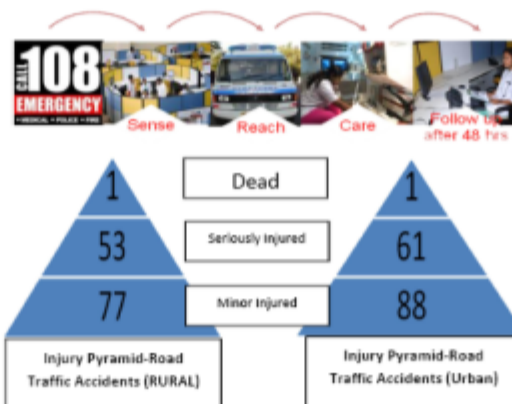 CALL 108
EMERGENCY
MEDICAL • POLICE • FIRE
Sense
Reach
Care
Follow up
after 48 hrs
1
Dead
1
53
Seriously Injured
61
77
Minor Injured
88
Injury Pyramid-Road
Traffic Accidents (RURAL)
Injury Pyramid-Road
Traffic Accidents (Urban)